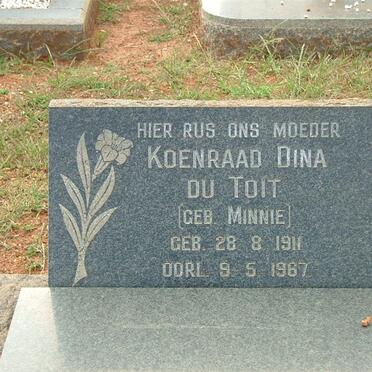 HIER RUS ONS MOEDER
KOENRAAD DINA
DU TOIT
(GEB. MINNIE)
GEB. 28 8 1911
OORL. 9 5 1967